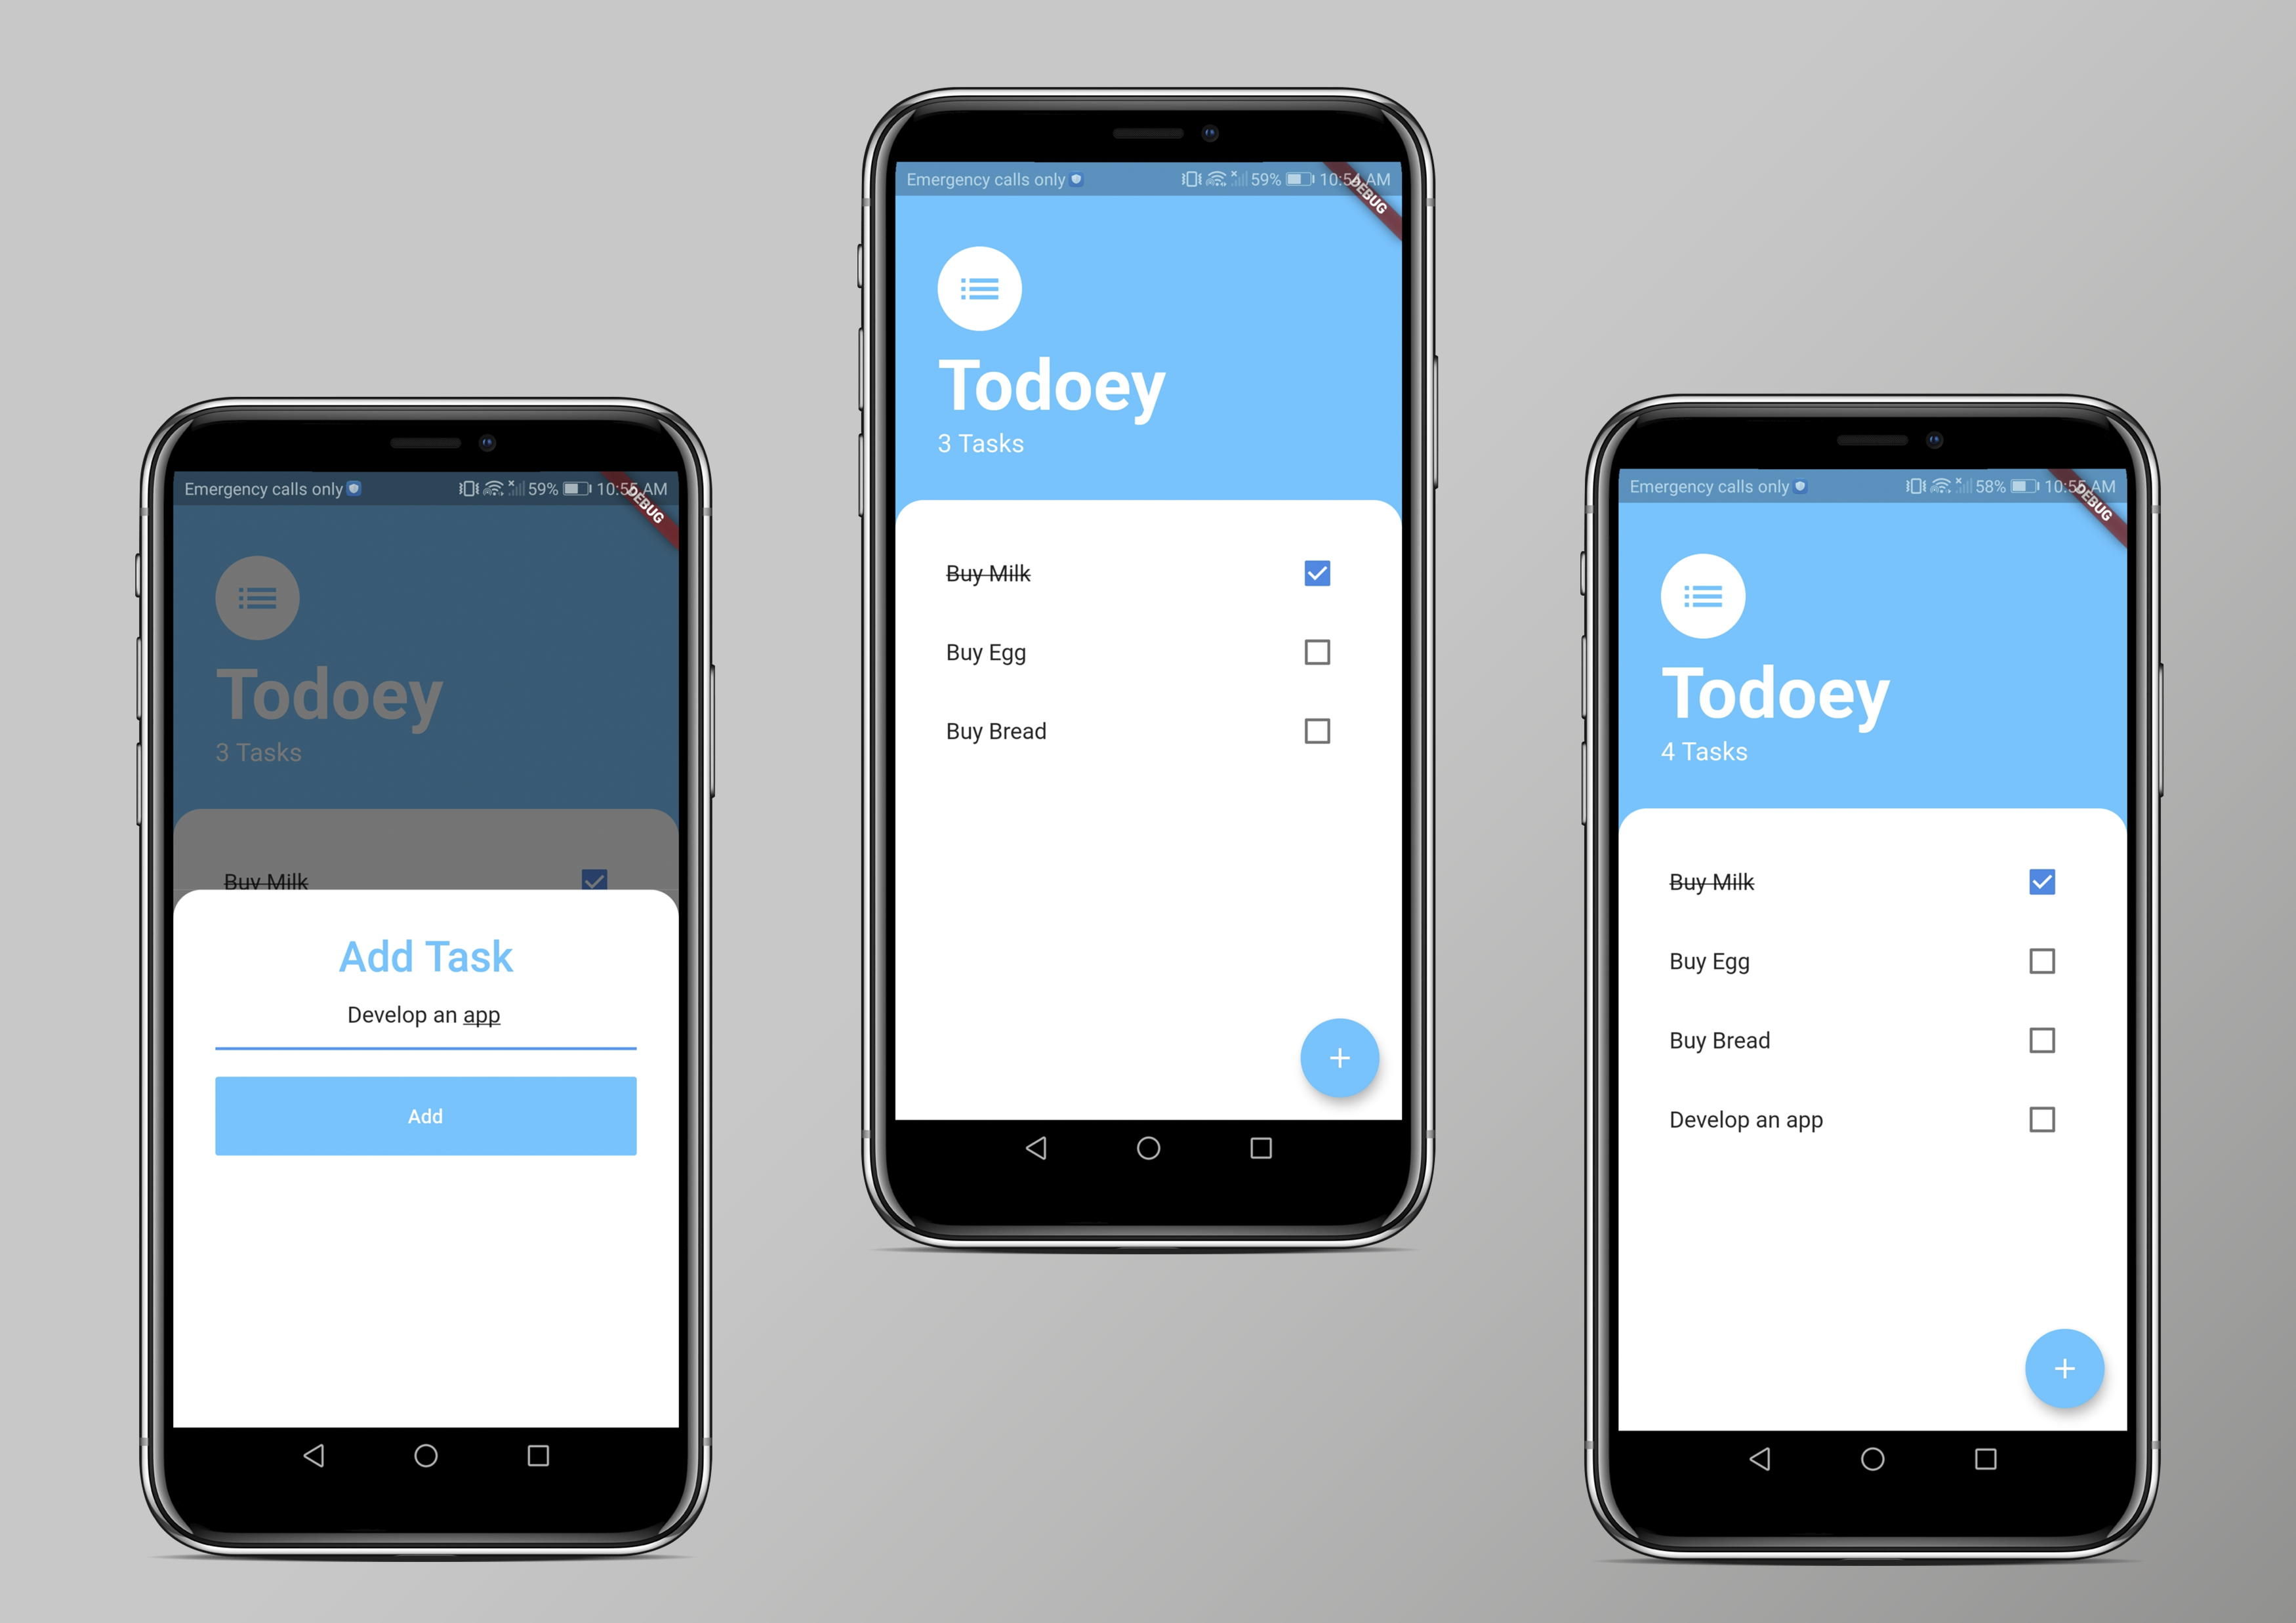 Emergency calls only
59%
10:55 AM
DEBUG
Todoey
3 Tasks
Buy Milk
Add Task
Develop an app
Add
Emergency calls only
59%
10:54 AM
DEBUG
Todoey
3 Tasks
Buy Milk
Buy Egg
Buy Bread
Emergency calls only
58%
10:55 AM
DEBUG
Todoey
4 Tasks
Buy Milk
Buy Egg
Buy Bread
Develop an app